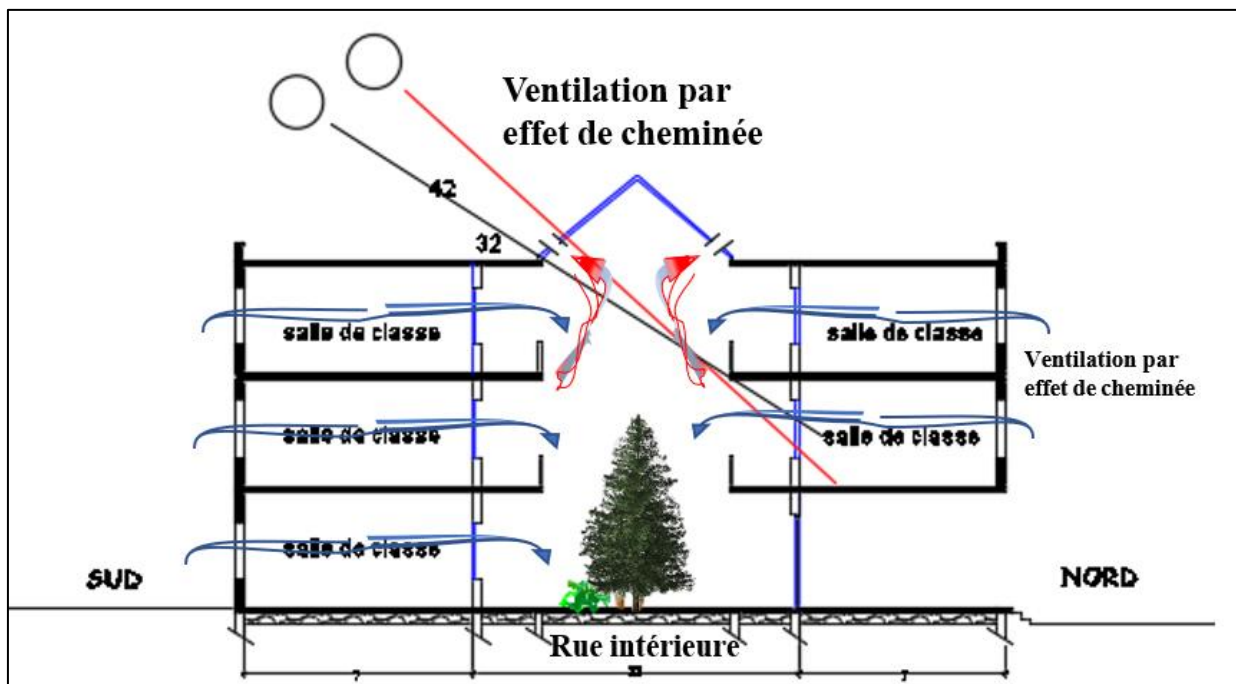 Ventilation par
effet de cheminée
42
32
salle de classe
salle de classe
Ventilation par
effet de cheminée
salle de classe
salle de classe
salle de classe
SUD
NORD
Rue intérieure
7
7